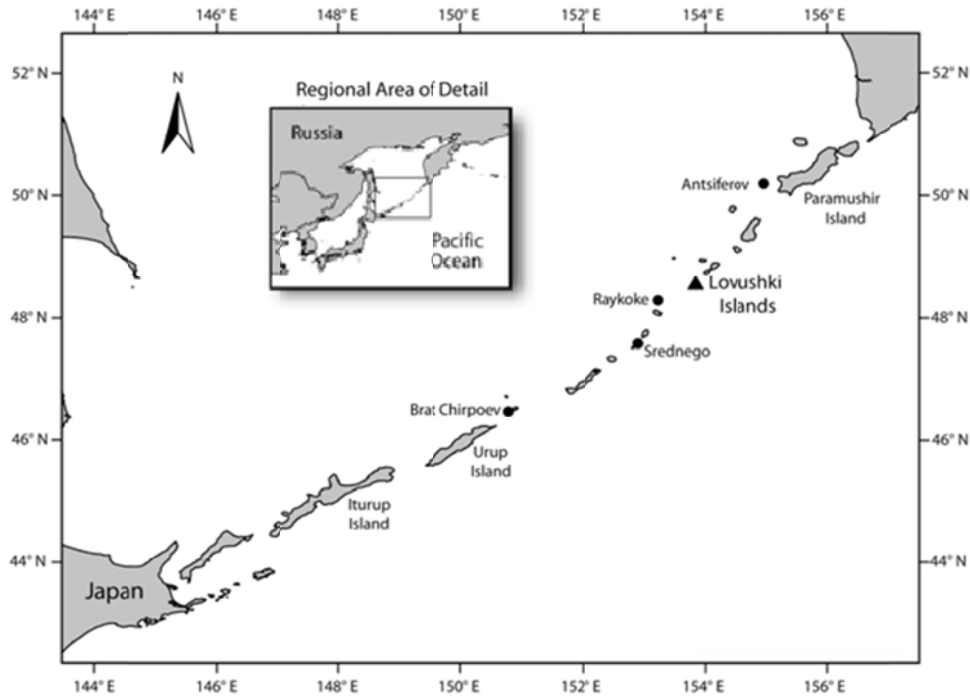 144° E 146° E 148° E 150° E 152° E 154° E 156° E
52° N 52° N
N
Regional Area of Detail
Russia
Pacific
Ocean
50° N 50° N
Antsiferov
Paramushir
Island
Lovushki
Islands
Raykoke
48° N 48° N
Srednego
Brat Chirpoev
46° N 46° N
Urup
Island
Iturup
Island
44° N 44° N
Japan
144° E 146° E 148° E 150° E 152° E 154° E 156° E